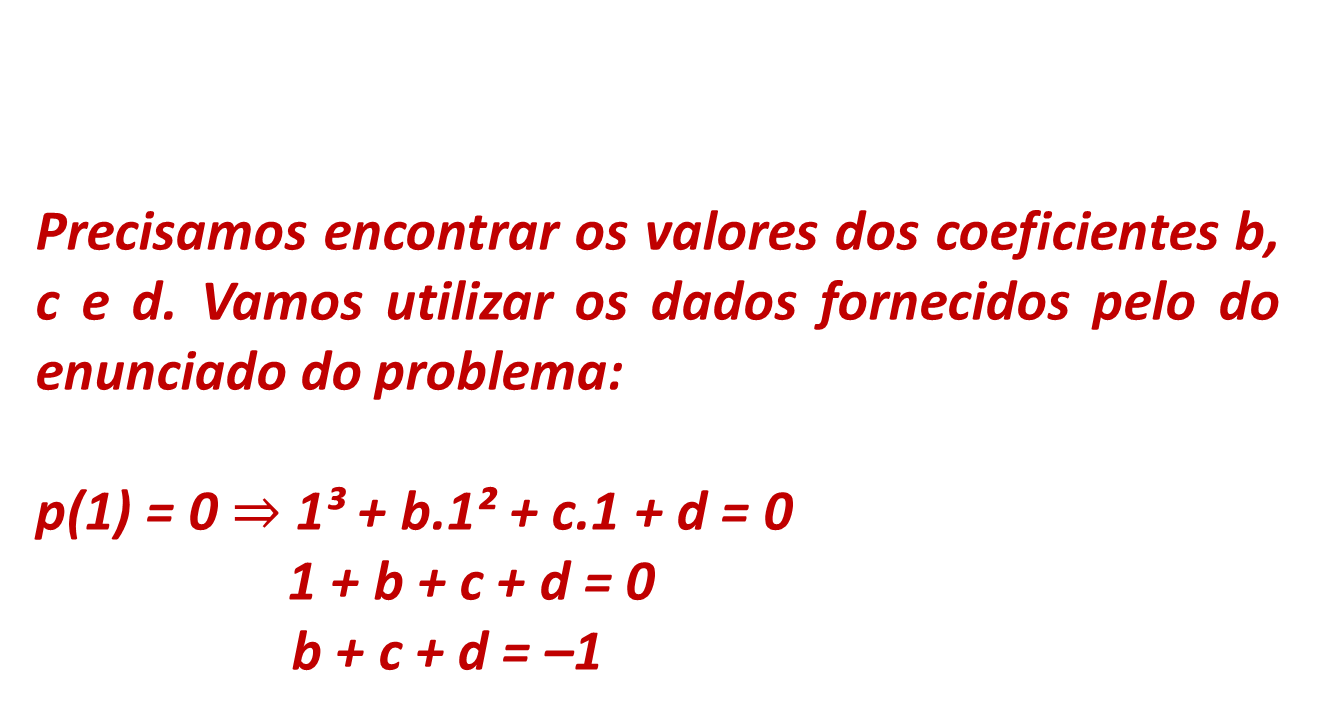 Precisamos encontrar os valores dos coeficientes b,
c e d. Vamos utilizar os dados fornecidos pelo do
enunciado do problema:
p(1) = 0 ⇒ 1³ + b.1² + c.1 + d = 0
1 + b + c + d = 0
b + c + d = –1